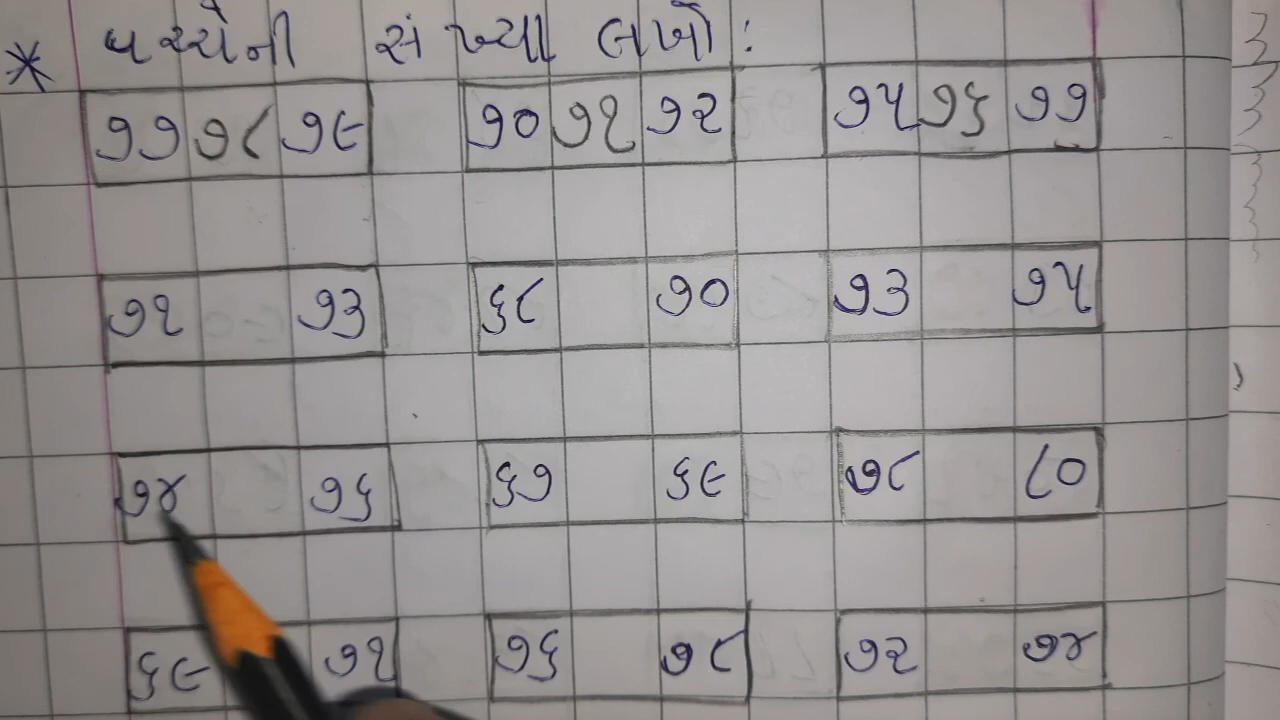 * વચ્ચેની સંખ્યા લખો :
૭૭ ૭૮ ૭૯ ૭૦ ૭૧ ૭૨ ૭૫ ૭૬ ૭૭
૭૧ ૭૩ ૬૮ ૭૦ ૭૩ ૭૫
૭૪ ૭૬ ૬૭ ૬૯ ૭૮ ૮૦
૬૯ ૭૧ ૭૬ ૭૮ ૭૨ ૭૪